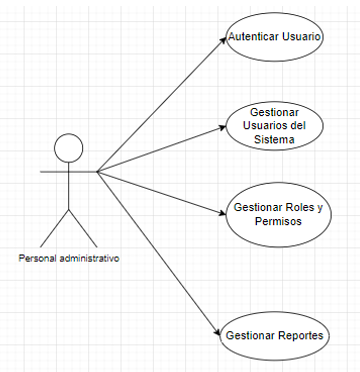 Autenticar Usuario
Gestionar
Usuarios del
Sistema
Gestionar Roles y
Permisos
Personal administrativo
Gestionar Reportes